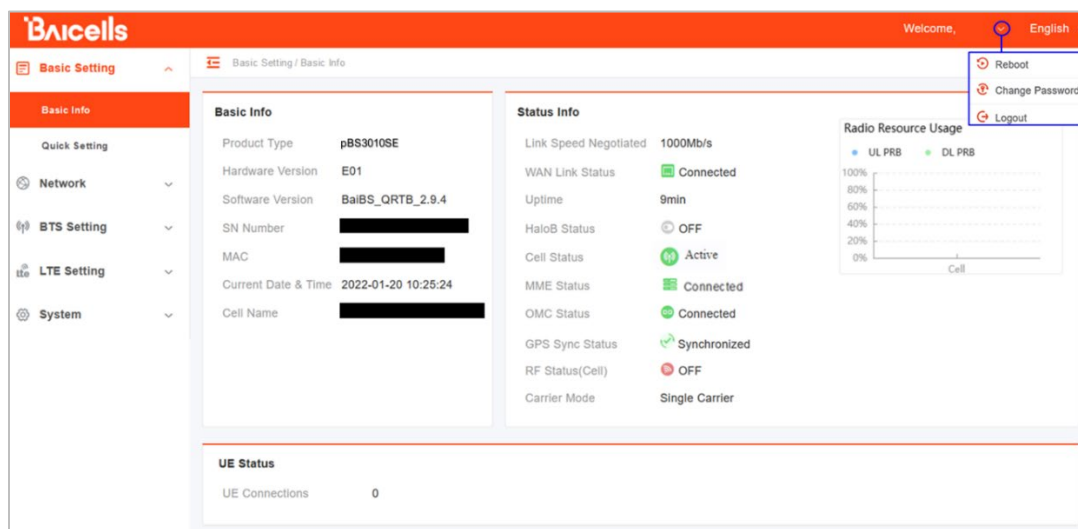 BAIcells
Welcome, English
Reboot
Change Password
Logout
Basic Setting
Basic Info
Quick Setting
Network
BTS Setting
LTE Setting
System
Basic Setting / Basic Info
Basic Info
Product Type pBS3010SE
Hardware Version E01
Software Version BaiBS_QRTB_2.9.4
SN Number
MAC
Current Date & Time 2022-01-20 10:25:24
Cell Name
Status Info
Link Speed Negotiated 1000Mb/s
WAN Link Status Connected
Uptime 9min
HaloB Status OFF
Cell Status Active
MME Status Connected
OMC Status Connected
GPS Sync Status Synchronized
RF Status(Cell) OFF
Carrier Mode Single Carrier
Radio Resource Usage
UL PRB DL PRB
100%
80%
60%
40%
20%
0%
Cell
UE Status
UE Connections 0